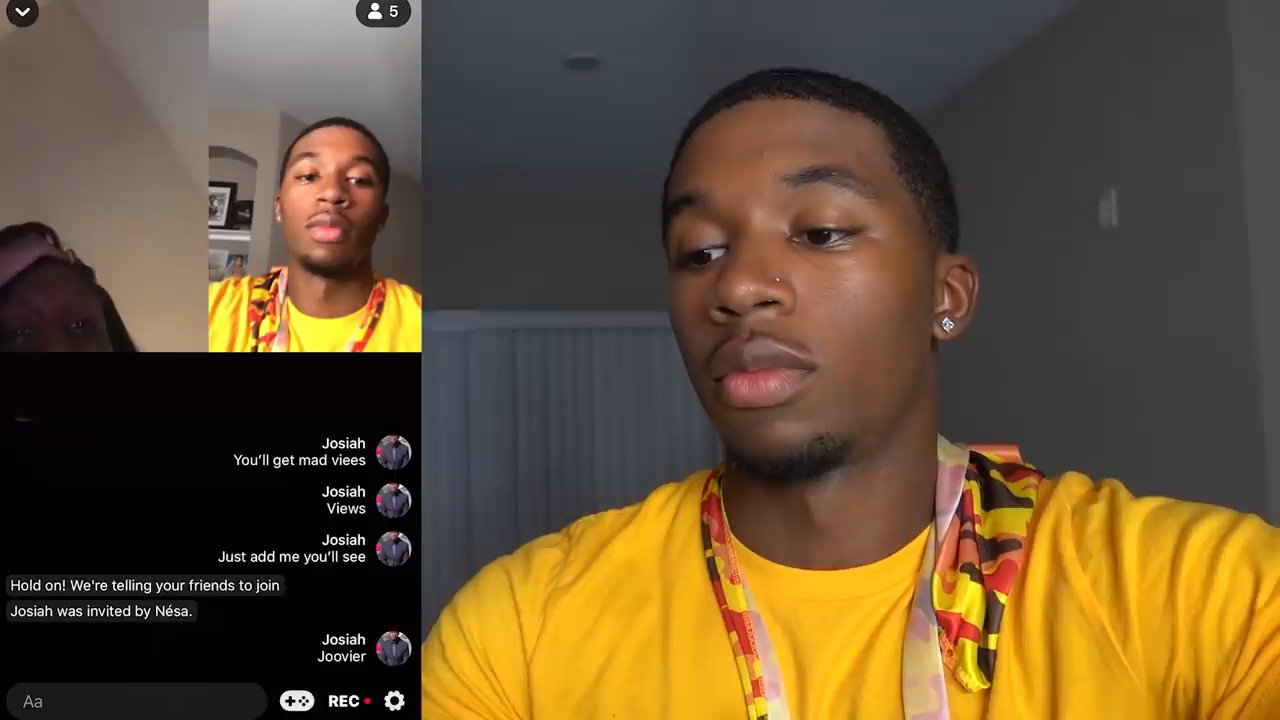 5
Josiah
You'll get mad viees
Josiah
Views
Josiah
Just add me you'll see
Hold on! We're telling your friends to join
Josiah was invited by Nésa.
Josiah
Joovier
Aa
REC